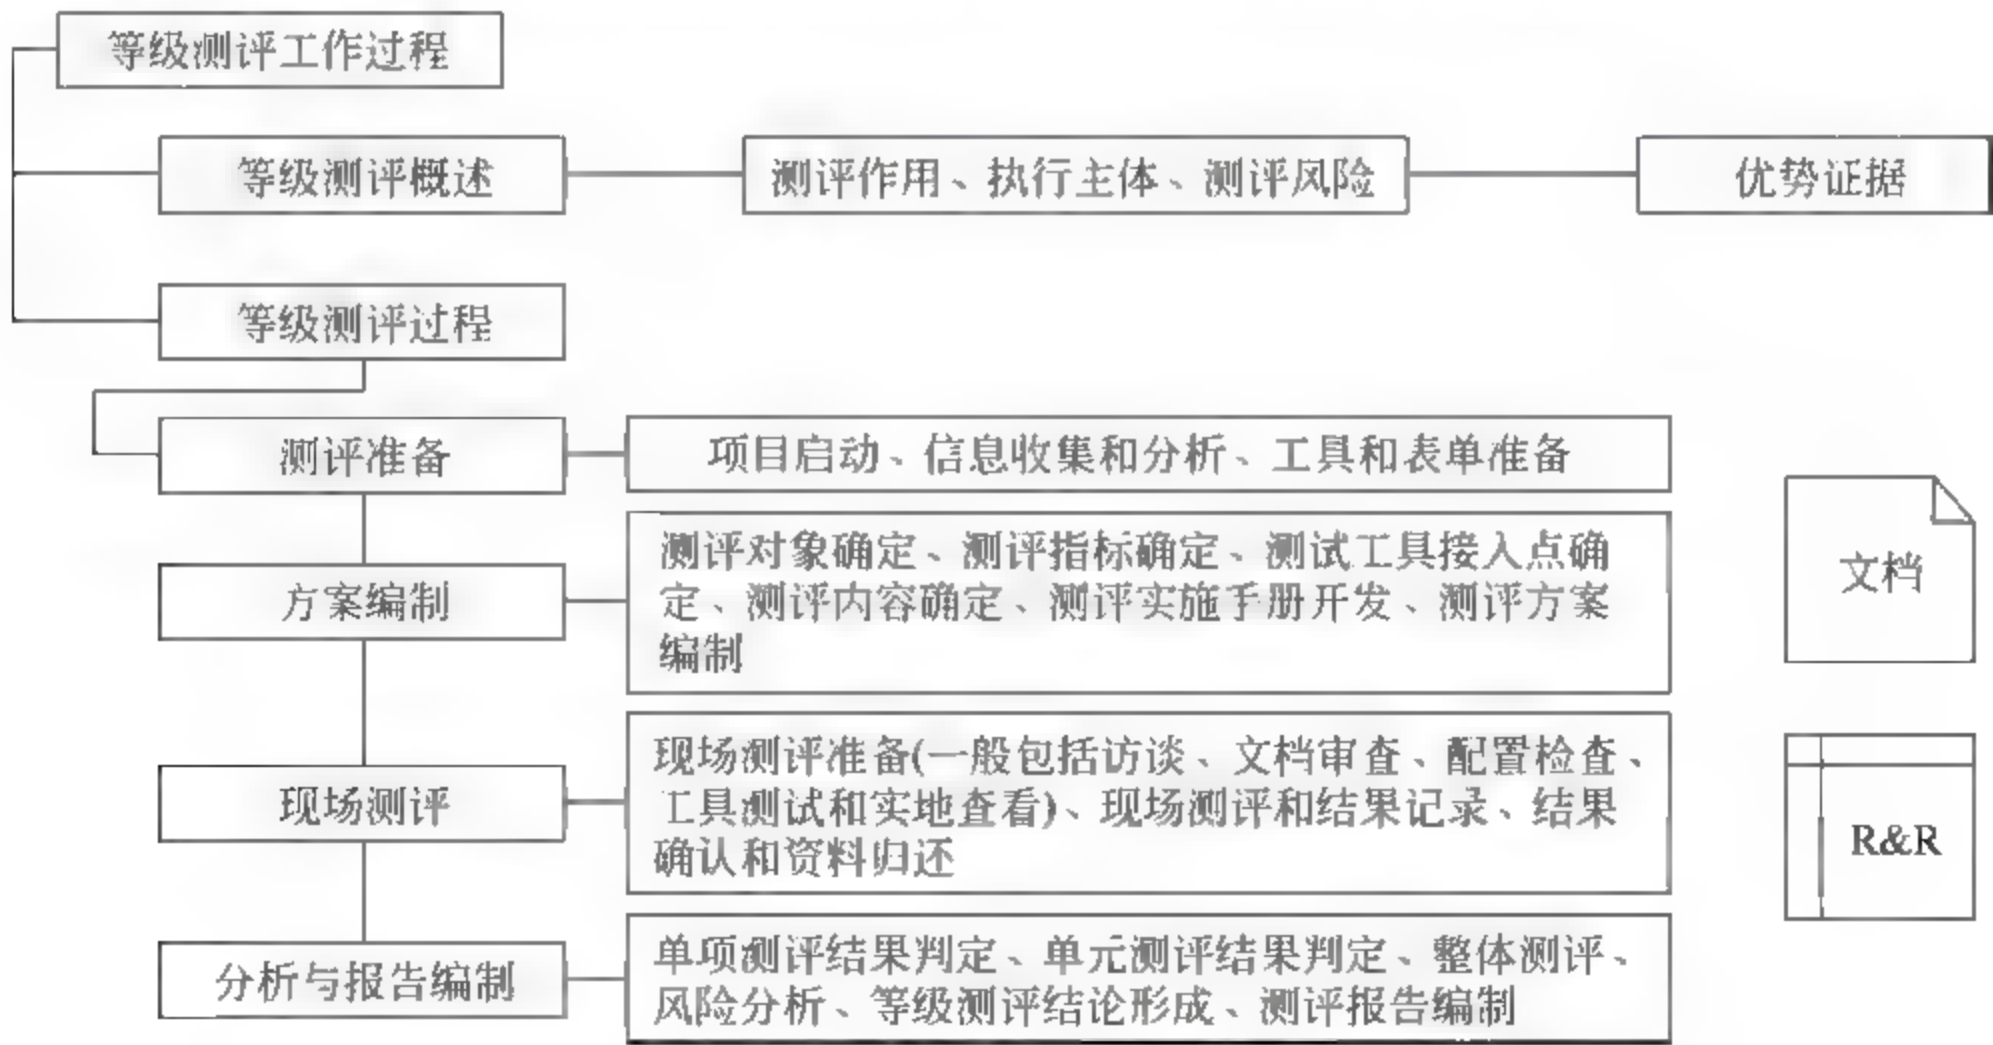 等级测评工作过程
等级测评概述
测评作用、执行主体、测评风险
优势证据
等级测评过程
测评准备
项目启动、信息收集和分析、工具和表单准备
方案编制
测评对象确定、测评指标确定、测试工具接入点确
定、测评内容确定、测评实施手册开发、测评方案
编制
文档
现场测评
现场测评准备(一般包括访谈、文档审查、配置检查、
工具测试和实地查看)、现场测评和结果记录、结果
确认和资料归还
R&R
分析与报告编制
单项测评结果判定、单元测评结果判定、整体测评、
风险分析、等级测评结论形成、测评报告编制